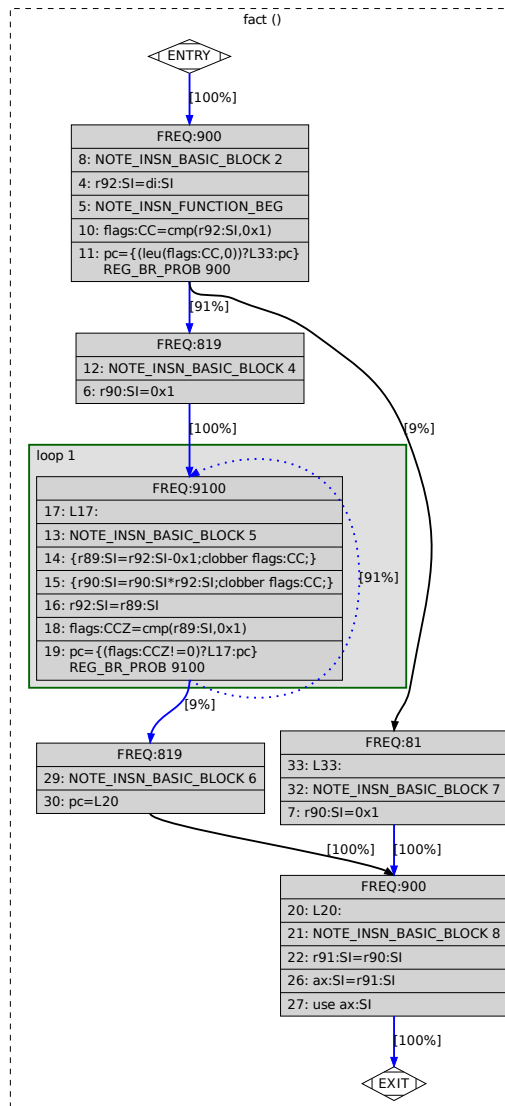 fact ()
ENTRY
[100%]
FREQ:900
8: NOTE_INSN_BASIC_BLOCK 2
4: r92:SI=di:SI
5: NOTE_INSN_FUNCTION_BEG
10: flags:CC=cmp(r92:SI,0x1)
11: pc={(leu(flags:CC,0))?L33:pc}
REG_BR_PROB 900
[91%]
FREQ:819
12: NOTE_INSN_BASIC_BLOCK 4
6: r90:SI=0x1
[100%]
[9%]
loop 1
FREQ:9100
17: L17:
13: NOTE_INSN_BASIC_BLOCK 5
14: {r89:SI=r92:SI-0x1;clobber flags:CC;}
15: {r90:SI=r90:SI*r92:SI;clobber flags:CC;}
16: r92:SI=r89:SI
18: flags:CCZ=cmp(r89:SI,0x1)
19: pc={(flags:CCZ!=0)?L17:pc}
REG_BR_PROB 9100
[91%]
[9%]
FREQ:819
29: NOTE_INSN_BASIC_BLOCK 6
30: pc=L20
FREQ:81
33: L33:
32: NOTE_INSN_BASIC_BLOCK 7
7: r90:SI=0x1
[100%]
[100%]
FREQ:900
20: L20:
21: NOTE_INSN_BASIC_BLOCK 8
22: r91:SI=r90:SI
26: ax:SI=r91:SI
27: use ax:SI
[100%]
EXIT